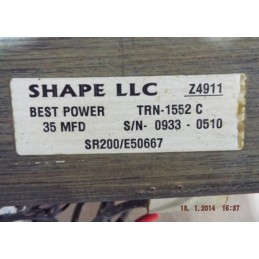 SHAPE LLC Z4911
BEST POWER TRN-1552 C
35 MFD S/N- 0933 - 0510
SR200/E50667
18. 1.2014 16:37